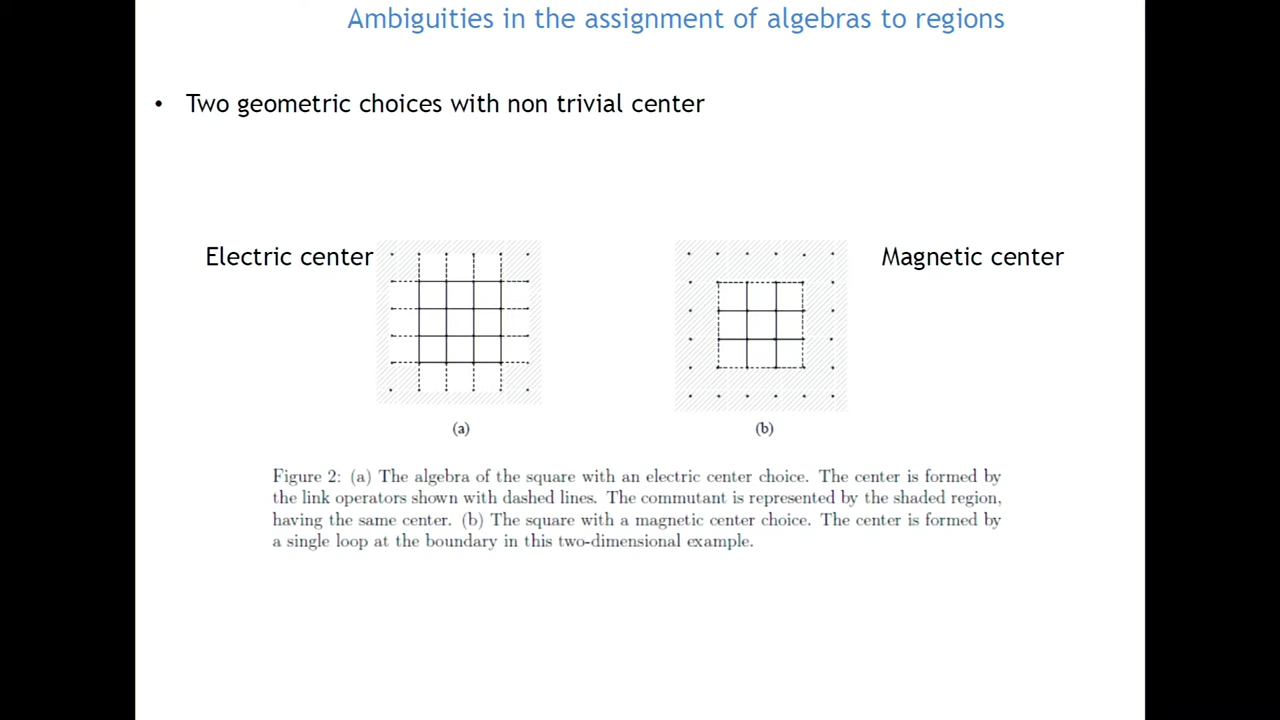 Ambiguities in the assignment of algebras to regions
• Two geometric choices with non trivial center
Electric center
Magnetic center
(a)
(b)
Figure 2: (a) The algebra of the square with an electric center choice. The center is formed by
the link operators shown with dashed lines. The commutant is represented by the shaded region,
having the same center. (b) The square with a magnetic center choice. The center is formed by
a single loop at the boundary in this two-dimensional example.